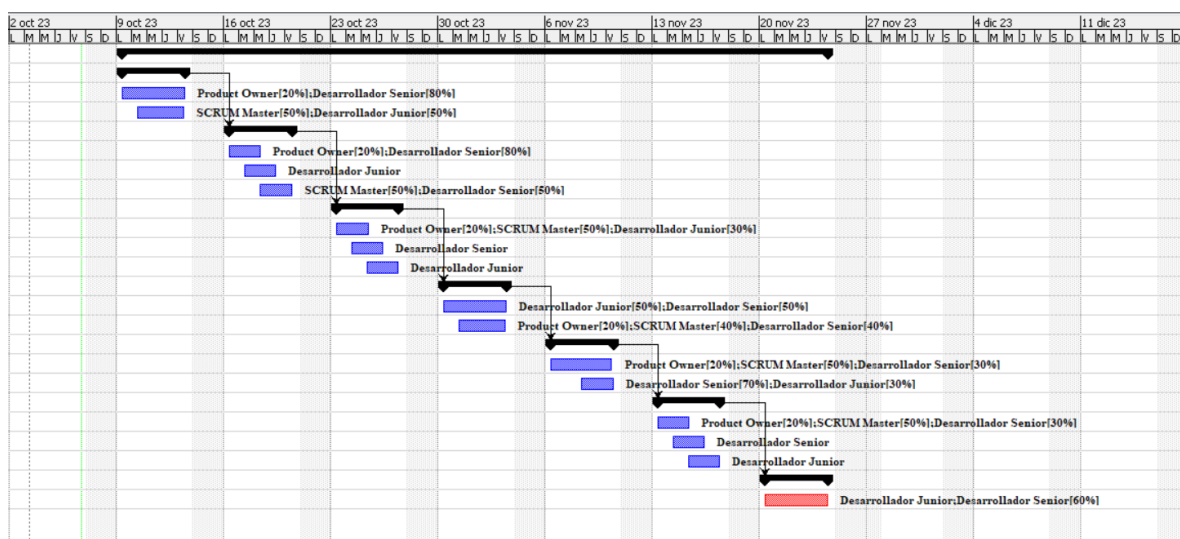 2 oct 23 9 oct 23 16 oct 23 23 oct 23 30 oct 23 6 nov 23 13 nov 23 20 nov 23 27 nov 23 4 dic 23 11 dic 23
L M M J V S D L M M J V S D L M M J V S D L M M J V S D L M M J V S D L M M J V S D L M M J V S D L M M J V S D L M M J V S D L M M J V S D L M M J V S D
Product Owner[20%];Desarrollador Senior[80%]
SCRUM Master[50%];Desarrollador Junior[50%]
Product Owner[20%];Desarrollador Senior[80%]
Desarrollador Junior
SCRUM Master[50%];Desarrollador Senior[50%]
Product Owner[20%];SCRUM Master[50%];Desarrollador Junior[30%]
Desarrollador Senior
Desarrollador Junior
Desarrollador Junior[50%];Desarrollador Senior[50%]
Product Owner[20%];SCRUM Master[40%];Desarrollador Senior[40%]
Product Owner[20%];SCRUM Master[50%];Desarrollador Senior[30%]
Desarrollador Senior[70%];Desarrollador Junior[30%]
Product Owner[20%];SCRUM Master[50%];Desarrollador Senior[30%]
Desarrollador Senior
Desarrollador Junior
Desarrollador Junior;Desarrollador Senior[60%]